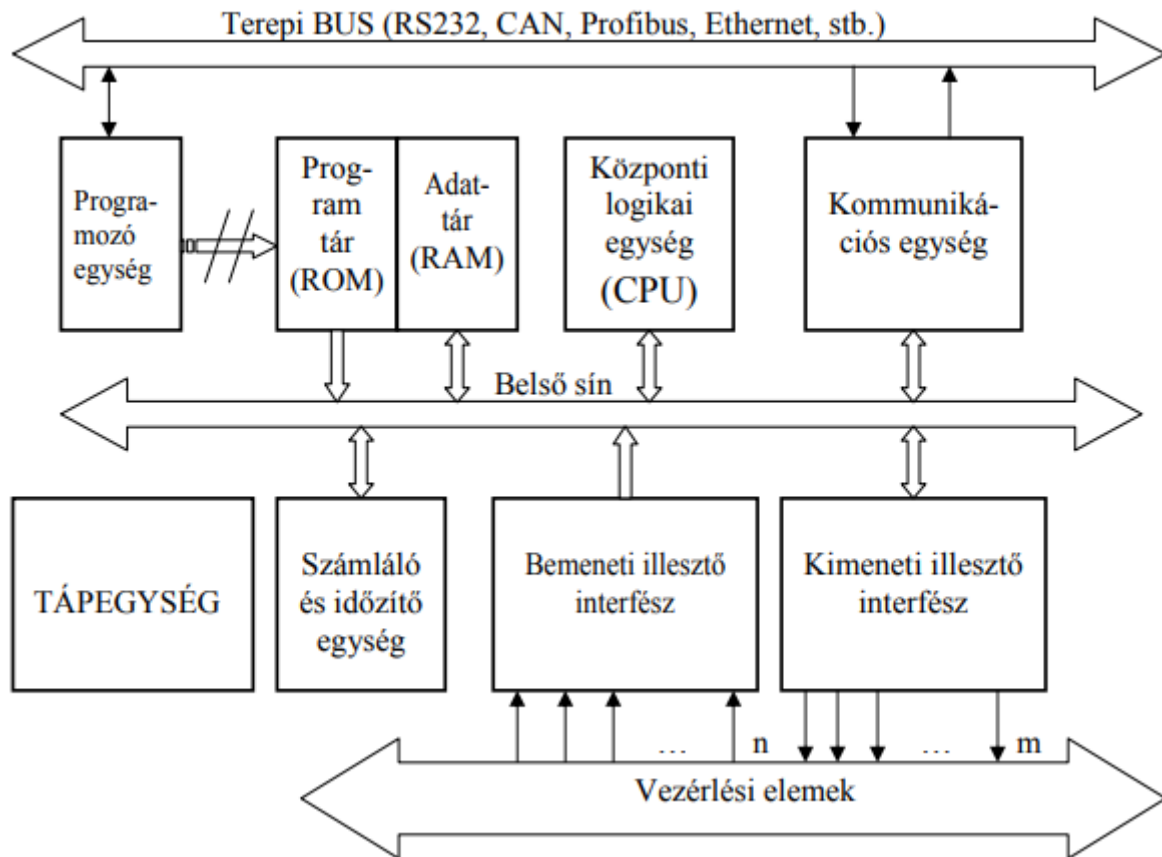 Terepi BUS (RS232, CAN, Profibus, Ethernet, stb.)
Progra-
mozó
egység
Prog-
ram
tár
(ROM)
Adat-
tár
(RAM)
Központi
logikai
egység
(CPU)
Kommuniká-
ciós egység
Belső sín
TÁPEGYSÉG
Számláló
és időzítő
egység
Bemeneti illesztő
interfész
Kimeneti illesztő
interfész
… n
… m
Vezérlési elemek